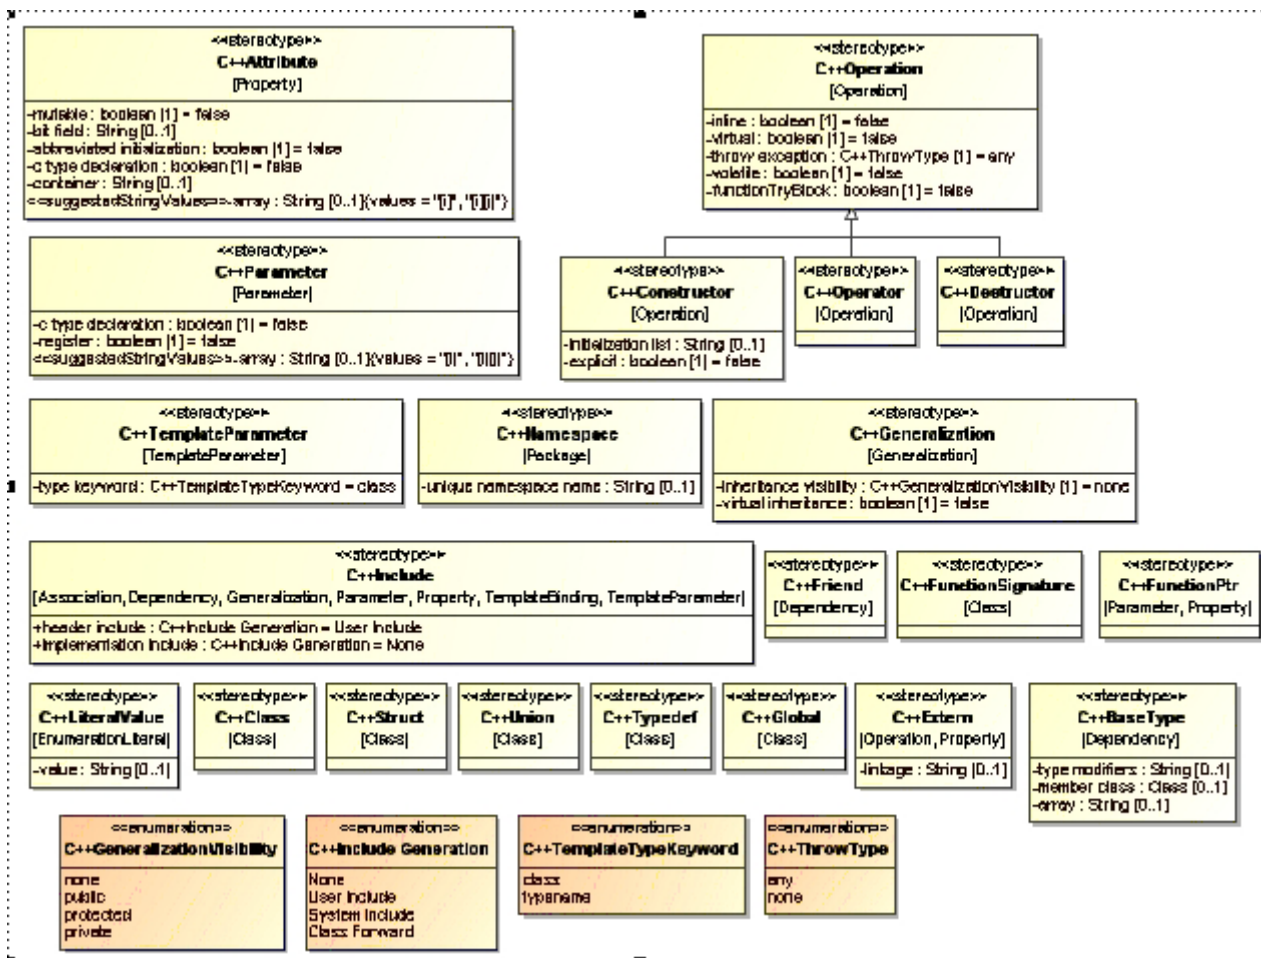 <<stereotype>>
C++Attribute
[Property]
-mutable : boolean [1] = false
-bit field : String [0..1]
-abbreviated initialization : boolean [1] = false
-c type declaration : boolean [1] = false
-container : String [0..1]
<<suggestedStringValues>>-array : String [0..1]{values = "[i]", "[i][j]"}
<<stereotype>>
C++Operation
[Operation]
-inline : boolean [1] = false
-virtual : boolean [1] = false
-throw exception : C++ThrowType [1] = any
-volatile : boolean [1] = false
-functionTryBlock : boolean [1] = false
<<stereotype>>
C++Parameter
[Parameter]
-c type declaration : boolean [1] = false
-register : boolean [1] = false
<<suggestedStringValues>>-array : String [0..1]{values =
<<stereotype>>
C++Constructor
[Operation]
-initialization list : String [0..1]
-explicit : boolean [1] = false
<<stereotype>>
C++Operator
[Operation]
<<stereotype>>
C++Destructor
[Operation]
<<stereotype>>
C++TemplateParameter
[TemplateParameter]
-type keyword : C++TemplateTypeKeyword = class
<<stereotype>>
C++Namespace
[Package]
-unique namespace name : String [0..1]
<<stereotype>>
C++Generalization
[Generalization]
-inheritance visibility : C++GeneralizationVisibility [1] = none
-virtual inheritance : boolean [1] = false
<<stereotype>>
C++Include
[Association, Dependency, Generalization, Parameter, Property, TemplateBinding, TemplateParameter]
+header include : C++Include Generation = User Include
+implementation include : C++Include Generation = None
<<stereotype>>
C++Friend
[Dependency]
<<stereotype>>
C++FunctionSignature
[Class]
<<stereotype>>
C++FunctionPtr
[Parameter, Property]
<<stereotype>>
C++LiteralValue
[EnumerationLiteral]
-value : String [0..1]
<<stereotype>>
C++Class
[Class]
<<stereotype>>
C++Struct
[Class]
<<stereotype>>
C++Union
[Class]
<<stereotype>>
C++Typedef
[Class]
<<stereotype>>
C++Global
[Class]
<<stereotype>>
C++Extern
[Operation, Property]
-linkage : String [0..1]
<<stereotype>>
C++BaseType
[Dependency]
-type modifiers : String [0..1]
-member class : Class [0..1]
-array : String [0..1]
<<enumeration>>
C++GeneralizationVisibility
none
public
protected
private
<<enumeration>>
C++Include Generation
None
User Include
System Include
Class Forward
<<enumeration>>
C++TemplateTypeKeyword
class
typename
<<enumeration>>
C++ThrowType
any
none